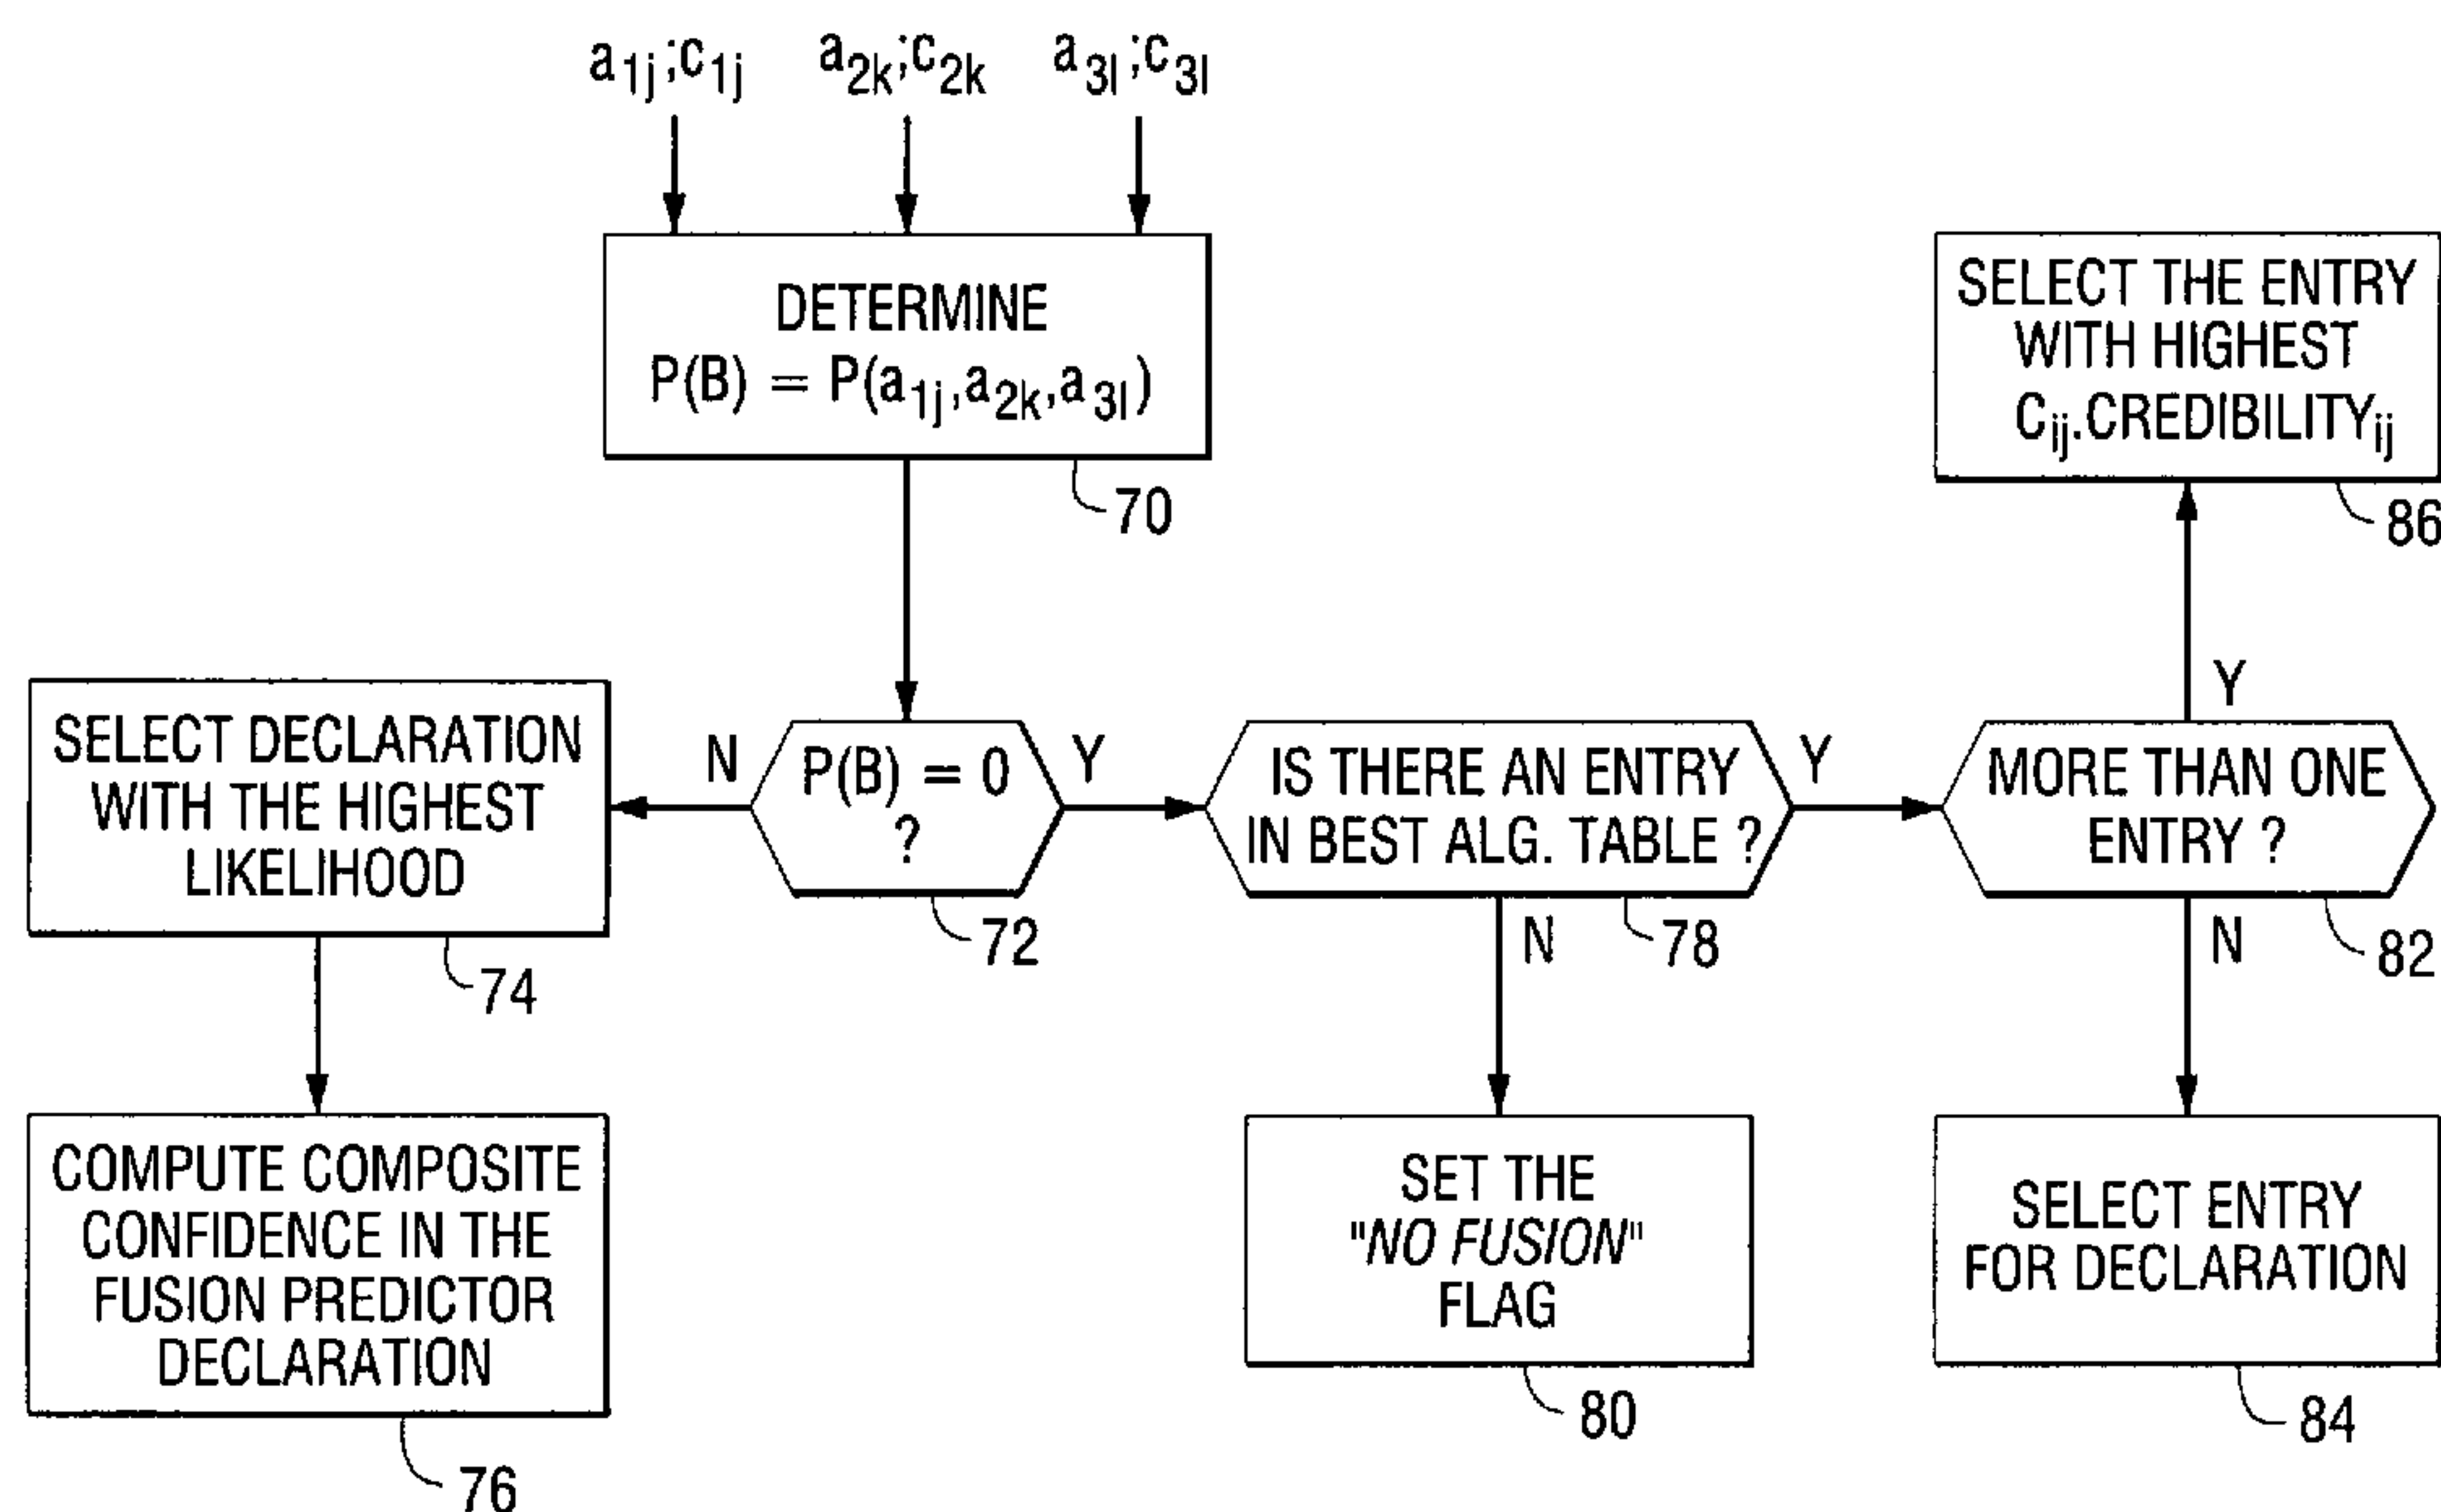 a1j;c1j
a2k;c2k
a3l;c3l
DETERMINE
P(B) = P(a1j,a2k,a3l)
70
SELECT THE ENTRY
WITH HIGHEST
Cij.CREDIBILITYij
86
SELECT DECLARATION
WITH THE HIGHEST
LIKELIHOOD
74
N
P(B) = 0
?
72
Y
IS THERE AN ENTRY
IN BEST ALG. TABLE ?
78
Y
N
MORE THAN ONE
ENTRY ?
82
Y
N
COMPUTE COMPOSITE
CONFIDENCE IN THE
FUSION PREDICTOR
DECLARATION
76
SET THE
"NO FUSION"
FLAG
80
SELECT ENTRY
FOR DECLARATION
84